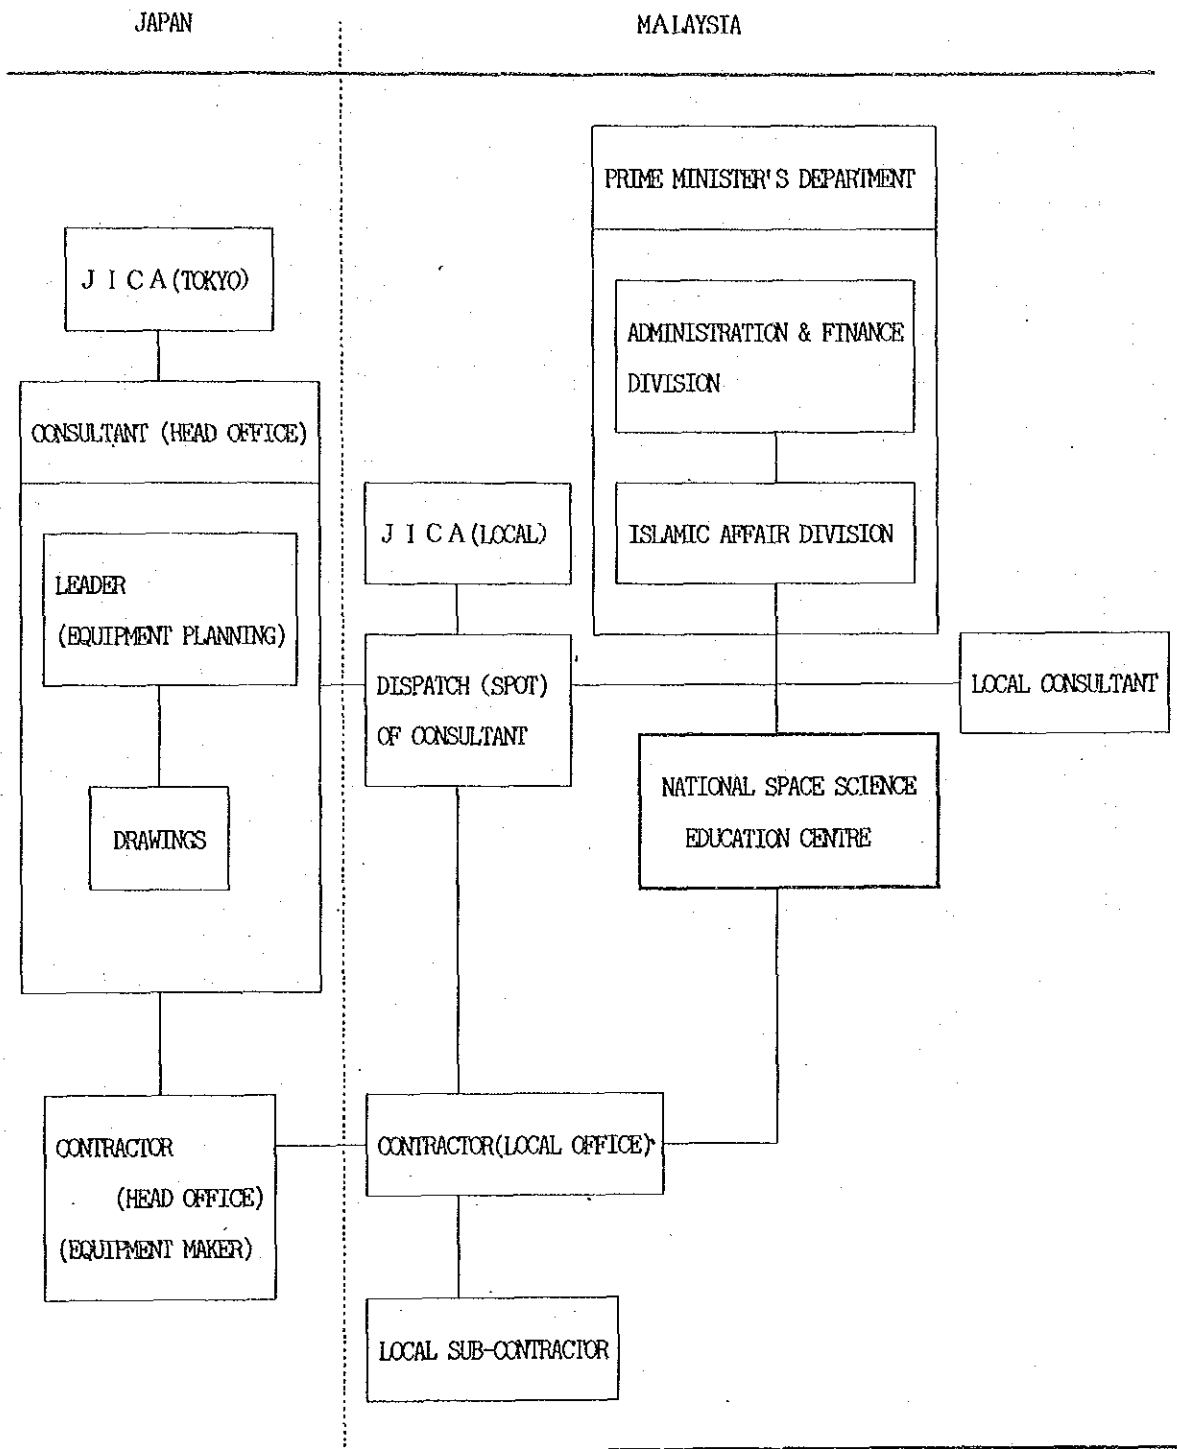 JAPAN
MALAYSIA
PRIME MINISTER'S DEPARTMENT
JICA(TOKYO)
ADMINISTRATION & FINANCE
DIVISION
CONSULTANT (HEAD OFFICE)
JICA(LOCAL)
ISLAMIC AFFAIR DIVISION
LEADER
(EQUIPMENT PLANNING)
DISPATCH (SPOT)
OF CONSULTANT
LOCAL CONSULTANT
NATIONAL SPACE SCIENCE
EDUCATION CENTRE
DRAWINGS
CONTRACTOR
(HEAD OFFICE)
(EQUIPMENT MAKER)
CONTRACTOR(LOCAL OFFICE)
LOCAL SUB-CONTRACTOR